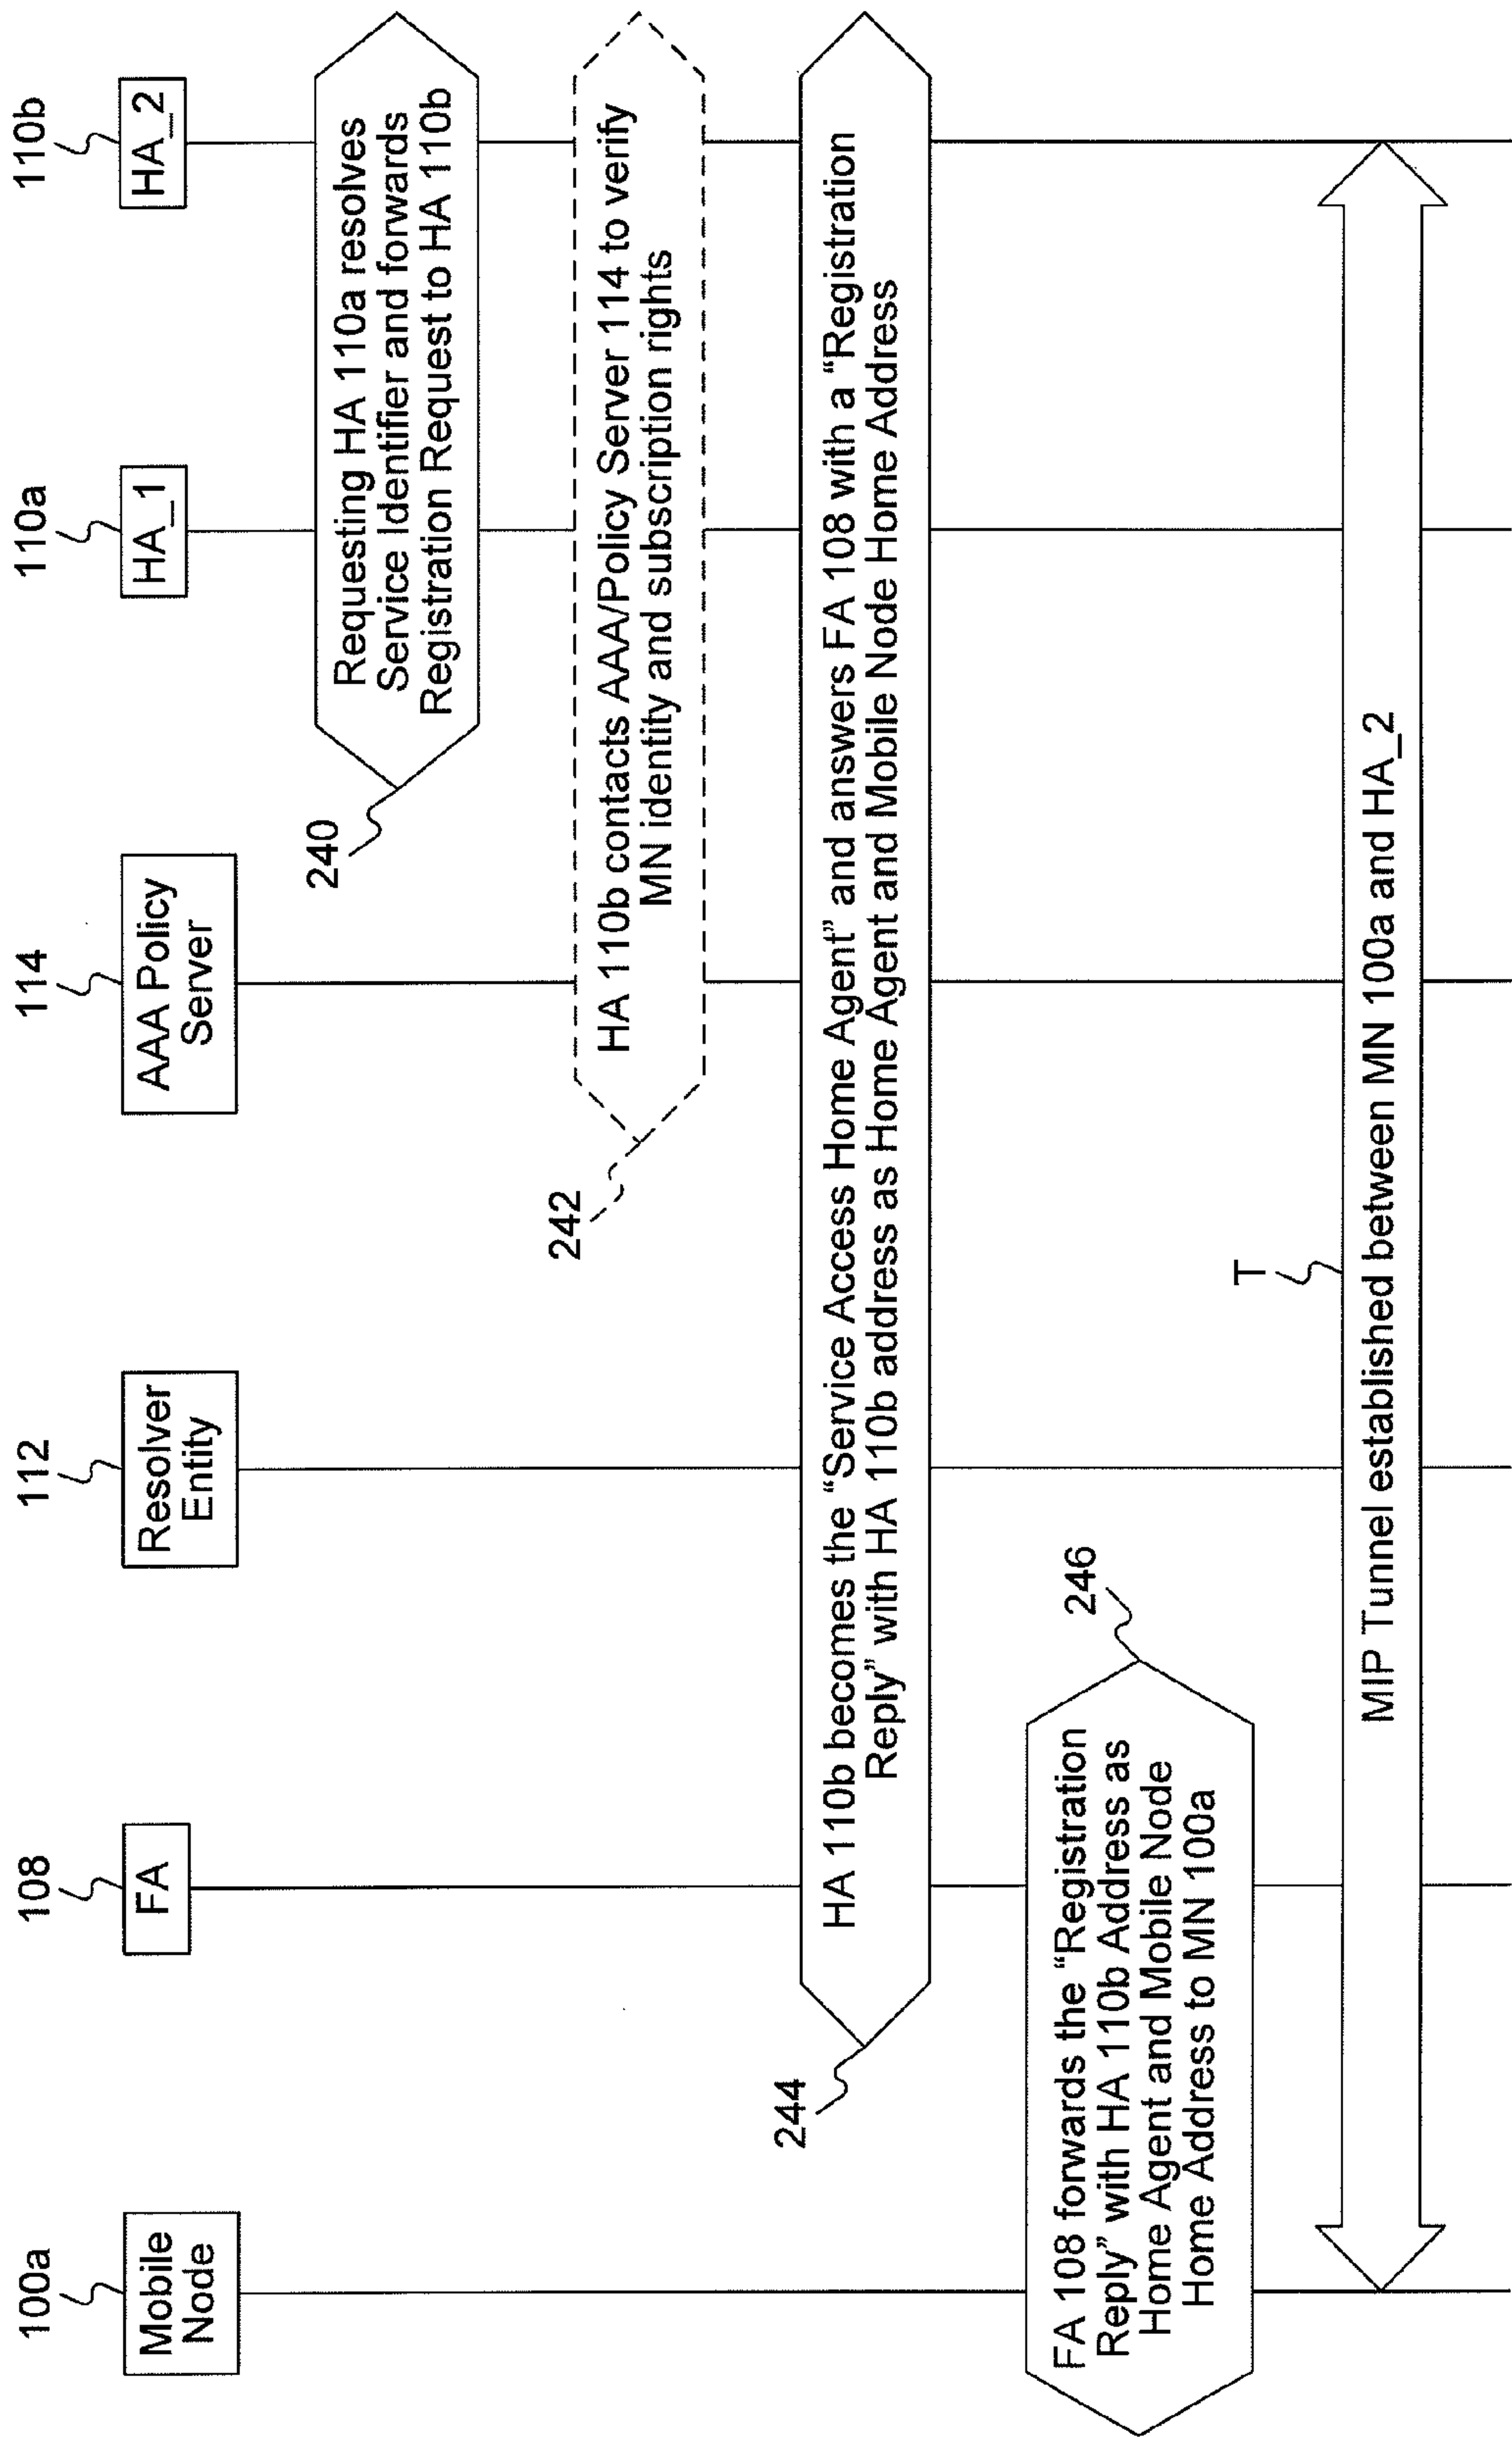 100a
108
112
114
110a
110b
Mobile
Node
FA
Resolver
Entity
AAA Policy
Server
HA_1
HA_2
Requesting HA 110a resolves
Service Identifier and forwards
Registration Request to HA 110b
240
HA 110b contacts AAA/Policy Server 114 to verify
MN identity and subscription rights
242
HA 110b becomes the “Service Access Home Agent” and answers FA 108 with a “Registration
Reply” with HA 110b address as Home Agent and Mobile Node Home Address
244
FA 108 forwards the “Registration
Reply” with HA 110b Address as
Home Agent and Mobile Node
Home Address to MN 100a
246
T
MIP Tunnel established between MN 100a and HA_2